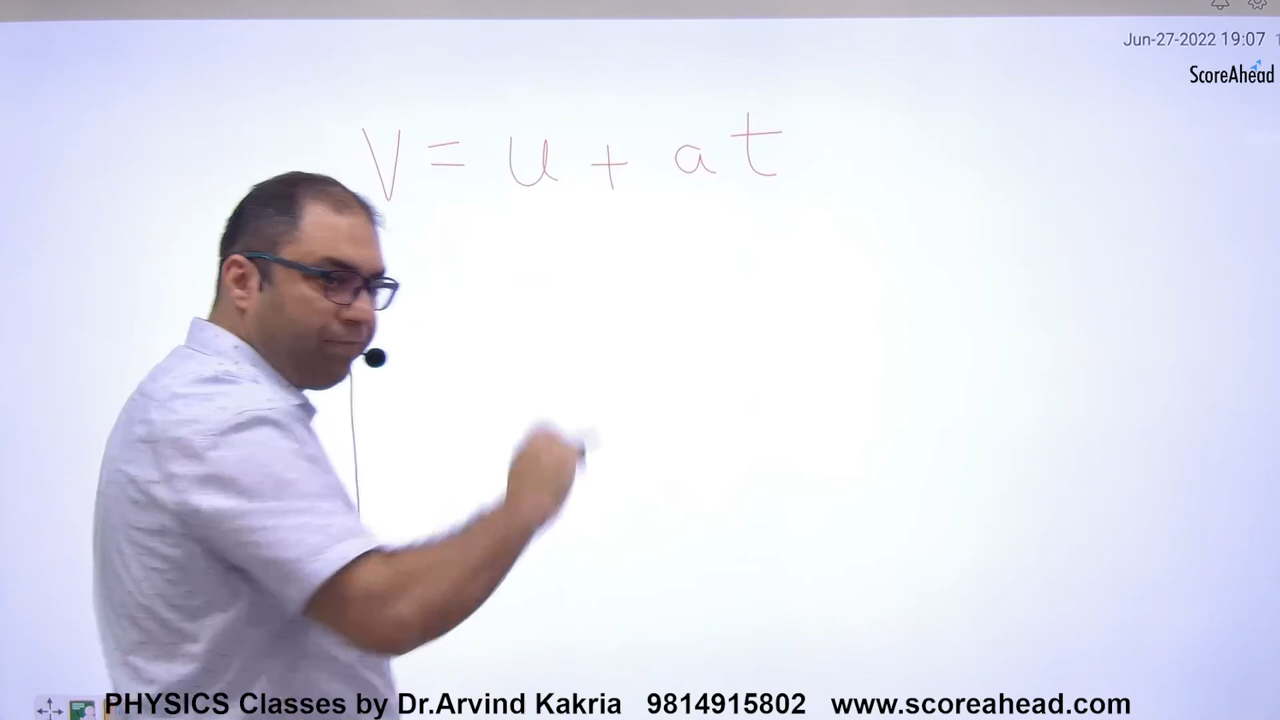 Jun-27-2022 19:07
ScoreAhead
v = u + at
PHYSICS Classes by Dr.Arvind Kakria 9814915802 www.scoreahead.com